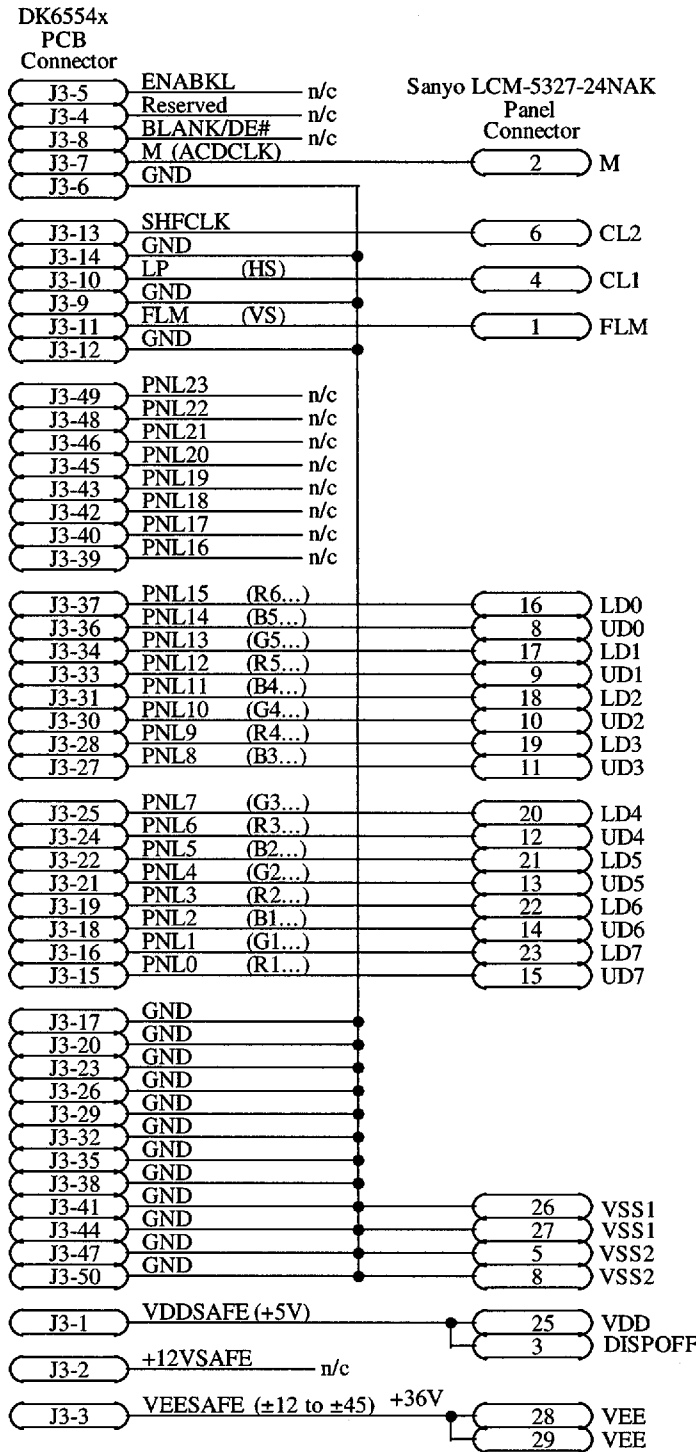 DK6554x
PCB
Connector
Sanyo LCM-5327-24NAK
Panel
Connector
J3-5 ENABKL n/c
J3-4 Reserved n/c
J3-8 BLANK/DE# n/c
J3-7 M (ACDCLK) 2 M
J3-6 GND
J3-13 SHFCLK 6 CL2
J3-14 GND
J3-10 LP (HS) 4 CL1
J3-9 GND
J3-11 FLM (VS) 1 FLM
J3-12 GND
J3-49 PNL23 n/c
J3-48 PNL22 n/c
J3-46 PNL21 n/c
J3-45 PNL20 n/c
J3-43 PNL19 n/c
J3-42 PNL18 n/c
J3-40 PNL17 n/c
J3-39 PNL16 n/c
J3-37 PNL15 (R6...) 16 LD0
J3-36 PNL14 (B5...) 8 UD0
J3-34 PNL13 (G5...) 17 LD1
J3-33 PNL12 (R5...) 9 UD1
J3-31 PNL11 (B4...) 18 LD2
J3-30 PNL10 (G4...) 10 UD2
J3-28 PNL9 (R4...) 19 LD3
J3-27 PNL8 (B3...) 11 UD3
J3-25 PNL7 (G3...) 20 LD4
J3-24 PNL6 (R3...) 12 UD4
J3-22 PNL5 (B2...) 21 LD5
J3-21 PNL4 (G2...) 13 UD5
J3-19 PNL3 (R2...) 22 LD6
J3-18 PNL2 (B1...) 14 UD6
J3-16 PNL1 (G1...) 23 LD7
J3-15 PNL0 (R1...) 15 UD7
J3-17 GND
J3-20 GND
J3-23 GND
J3-26 GND
J3-29 GND
J3-32 GND
J3-35 GND
J3-38 GND
J3-41 GND 26 VSS1
J3-44 GND 27 VSS1
J3-47 GND 5 VSS2
J3-50 GND 8 VSS2
J3-1 VDDSAFE (+5V) 25 VDD
3 DISPOFF
J3-2 +12VSAFE n/c
J3-3 VEESAFE (±12 to ±45) +36V 28 VEE
29 VEE